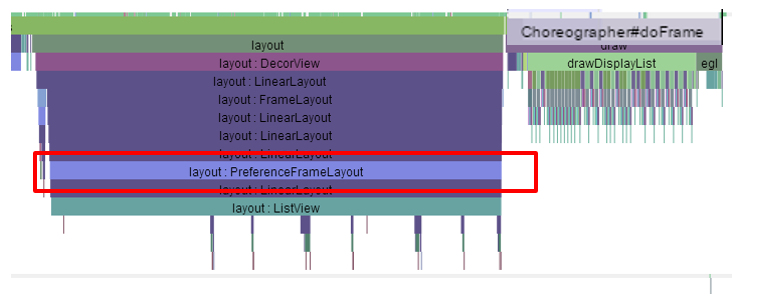 Choreographer#doFrame
layout
draw
layout : DecorView
drawDisplayList
egl
layout : LinearLayout
layout : FrameLayout
layout : LinearLayout
layout : LinearLayout
layout : LinearLayout
layout : PreferenceFrameLayout
layout : LinearLayout
layout : ListView